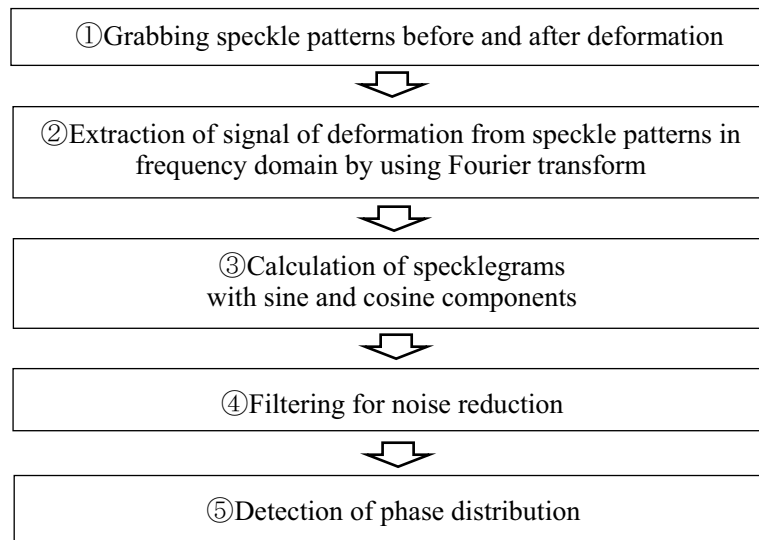 ①Grabbing speckle patterns before and after deformation
②Extraction of signal of deformation from speckle patterns in
frequency domain by using Fourier transform
③Calculation of specklegrams
with sine and cosine components
④Filtering for noise reduction
⑤Detection of phase distribution